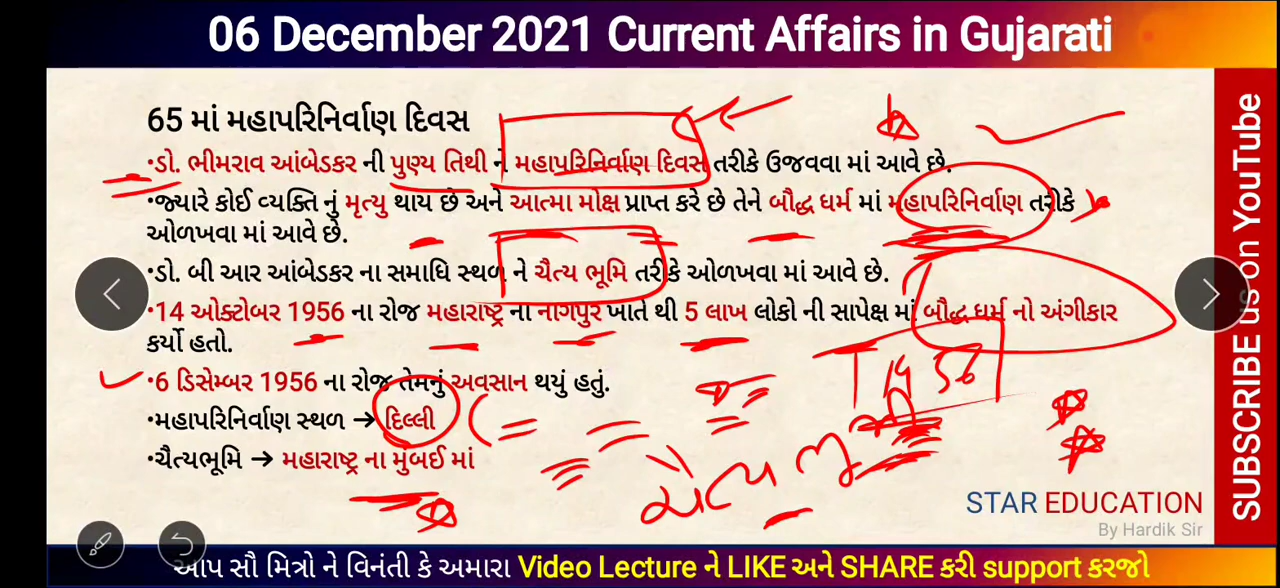 06 December 2021 Current Affairs in Gujarati
65 માં મહાપરિનિર્વાણ દિવસ
•ડો. ભીમરાવ આંબેડકર ની પુણ્ય તિથી ને મહાપરિનિર્વાણ દિવસ તરીકે ઉજવવા માં આવે છે.
•જ્યારે કોઈ વ્યક્તિ નું મૃત્યુ થાય છે અને આત્મા મોક્ષ પ્રાપ્ત કરે છે તેને બૌદ્ધ ધર્મ માં મહાપરિનિર્વાણ તરીકે
ઓળખવા માં આવે છે.
•ડો. બી આર આંબેડકર ના સમાધિ સ્થળ ને ચૈત્ય ભૂમિ તરીકે ઓળખવા માં આવે છે.
•14 ઓક્ટોબર 1956 ના રોજ મહારાષ્ટ્ર ના નાગપુર ખાતે થી 5 લાખ લોકો ની સાપેક્ષ માં બૌદ્ધ ધર્મ નો અંગીકાર
કર્યો હતો.
•6 ડિસેમ્બર 1956 ના રોજ તેમનું અવસાન થયું હતું.
•મહાપરિનિર્વાણ સ્થળ → દિલ્લી
•ચૈત્યભૂમિ → મહારાષ્ટ્ર ના મુંબઈ માં
STAR EDUCATION
By Hardik Sir
SUBSCRIBE us on YouTube
આપ સૌ મિત્રો ને વિનંતી કે અમારા Video Lecture ને LIKE અને SHARE કરી support કરજો